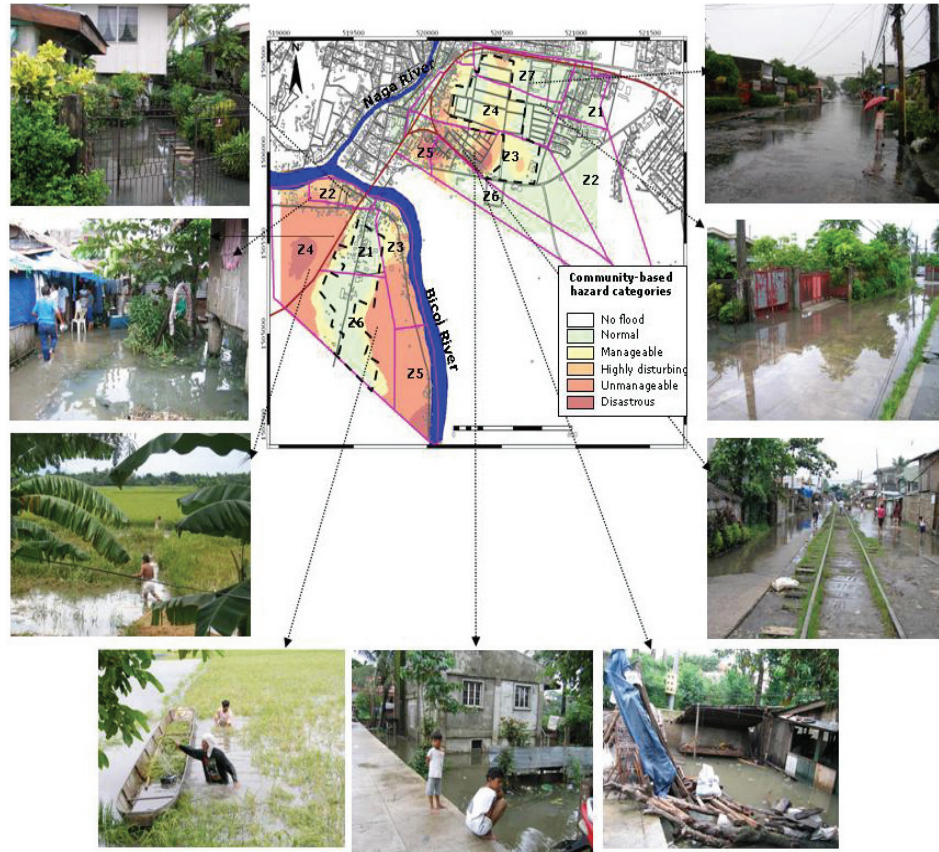 519000 519500 520000 520500 521000 521500
N
Naga River
Z7
Z4
Z1
Z5
Z3
Z2
Z6
Z2
Z4
Z1
Z3
Z6
Z5
Bicol River
Community-based
hazard categories
No flood
Normal
Manageable
Highly disturbing
Unmanageable
Disastrous